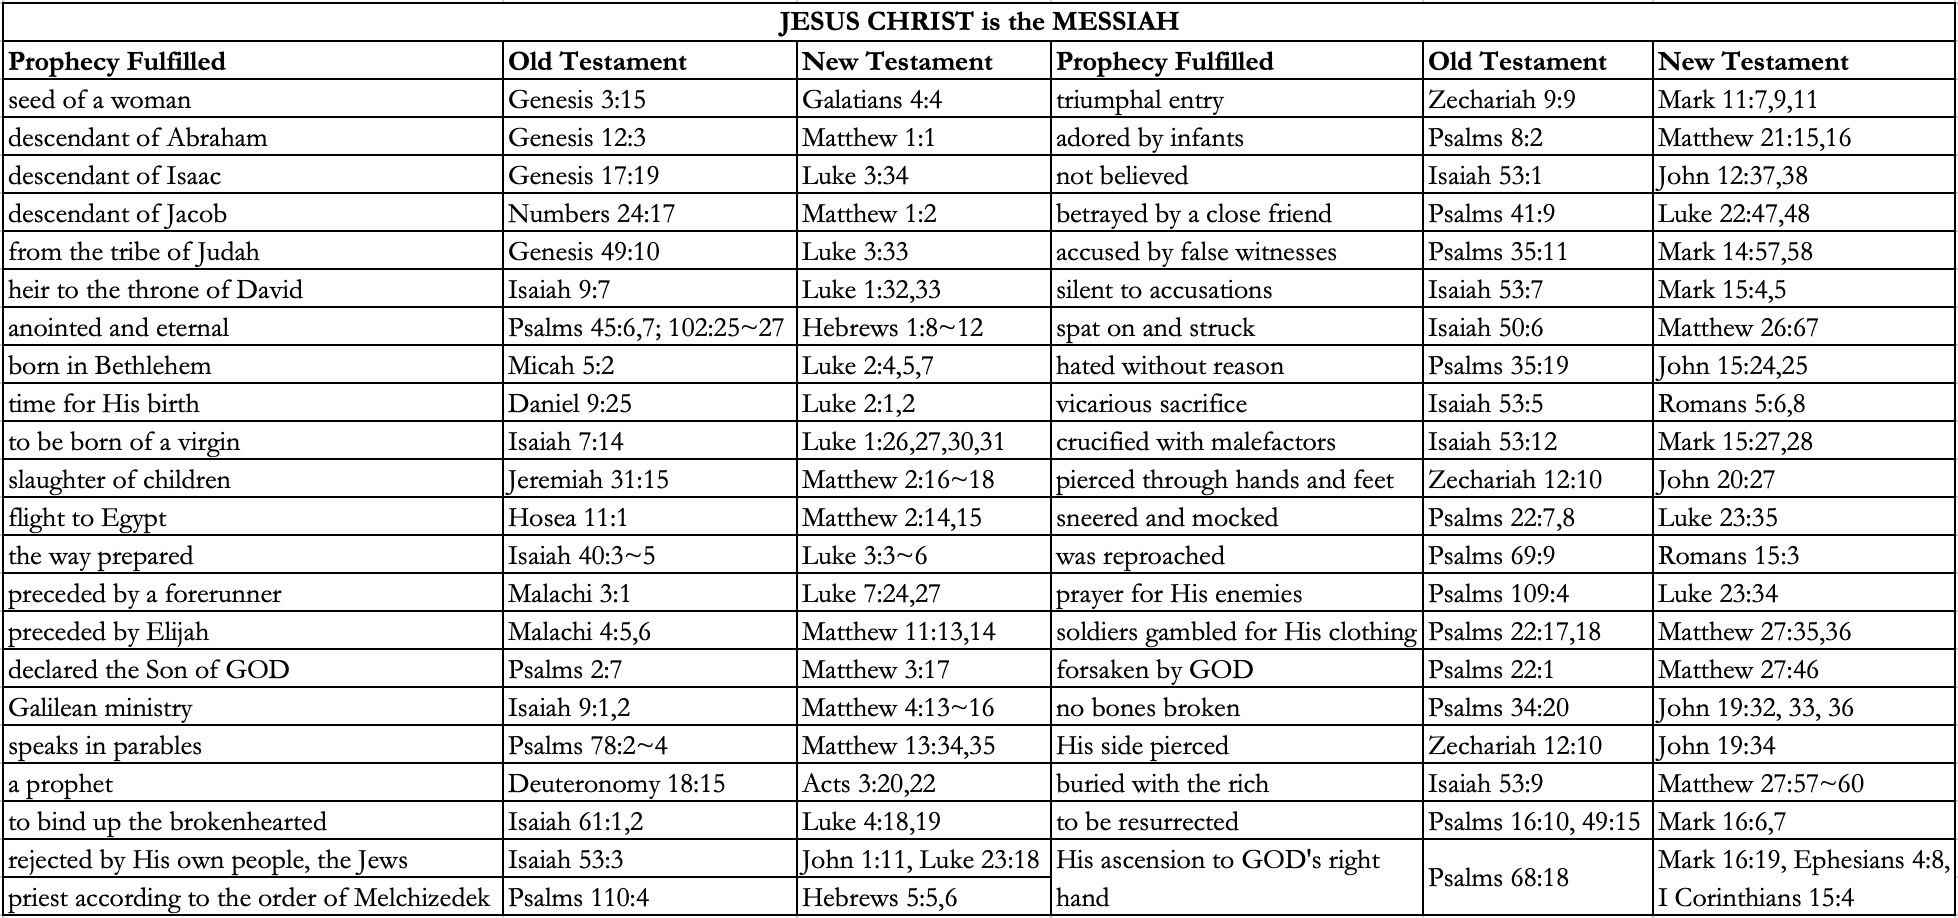 JESUS CHRIST is the MESSIAH
Prophecy Fulfilled Old Testament New Testament Prophecy Fulfilled Old Testament New Testament
seed of a woman Genesis 3:15 Galatians 4:4 triumphal entry Zechariah 9:9 Mark 11:7,9,11
descendant of Abraham Genesis 12:3 Matthew 1:1 adored by infants Psalms 8:2 Matthew 21:15,16
descendant of Isaac Genesis 17:19 Luke 3:34 not believed Isaiah 53:1 John 12:37,38
descendant of Jacob Numbers 24:17 Matthew 1:2 betrayed by a close friend Psalms 41:9 Luke 22:47,48
from the tribe of Judah Genesis 49:10 Luke 3:33 accused by false witnesses Psalms 35:11 Mark 14:57,58
heir to the throne of David Isaiah 9:7 Luke 1:32,33 silent to accusations Isaiah 53:7 Mark 15:4,5
anointed and eternal Psalms 45:6,7; 102:25~27 Hebrews 1:8~12 spat on and struck Isaiah 50:6 Matthew 26:67
born in Bethlehem Micah 5:2 Luke 2:4,5,7 hated without reason Psalms 35:19 John 15:24,25
time for His birth Daniel 9:25 Luke 2:1,2 vicarious sacrifice Isaiah 53:5 Romans 5:6,8
to be born of a virgin Isaiah 7:14 Luke 1:26,27,30,31 crucified with malefactors Isaiah 53:12 Mark 15:27,28
slaughter of children Jeremiah 31:15 Matthew 2:16~18 pierced through hands and feet Zechariah 12:10 John 20:27
flight to Egypt Hosea 11:1 Matthew 2:14,15 sneered and mocked Psalms 22:7,8 Luke 23:35
the way prepared Isaiah 40:3~5 Luke 3:3~6 was reproached Psalms 69:9 Romans 15:3
preceded by a forerunner Malachi 3:1 Luke 7:24,27 prayer for His enemies Psalms 109:4 Luke 23:34
preceded by Elijah Malachi 4:5,6 Matthew 11:13,14 soldiers gambled for His clothing Psalms 22:17,18 Matthew 27:35,36
declared the Son of GOD Psalms 2:7 Matthew 3:17 forsaken by GOD Psalms 22:1 Matthew 27:46
Galilean ministry Isaiah 9:1,2 Matthew 4:13~16 no bones broken Psalms 34:20 John 19:32, 33, 36
speaks in parables Psalms 78:2~4 Matthew 13:34,35 His side pierced Zechariah 12:10 John 19:34
a prophet Deuteronomy 18:15 Acts 3:20,22 buried with the rich Isaiah 53:9 Matthew 27:57~60
to bind up the brokenhearted Isaiah 61:1,2 Luke 4:18,19 to be resurrected Psalms 16:10, 49:15 Mark 16:6,7
rejected by His own people, the Jews Isaiah 53:3 John 1:11, Luke 23:18 His ascension to GOD's right Psalms 68:18 Mark 16:19, Ephesians 4:8,
priest according to the order of Melchizedek Psalms 110:4 Hebrews 5:5,6 hand I Corinthians 15:4